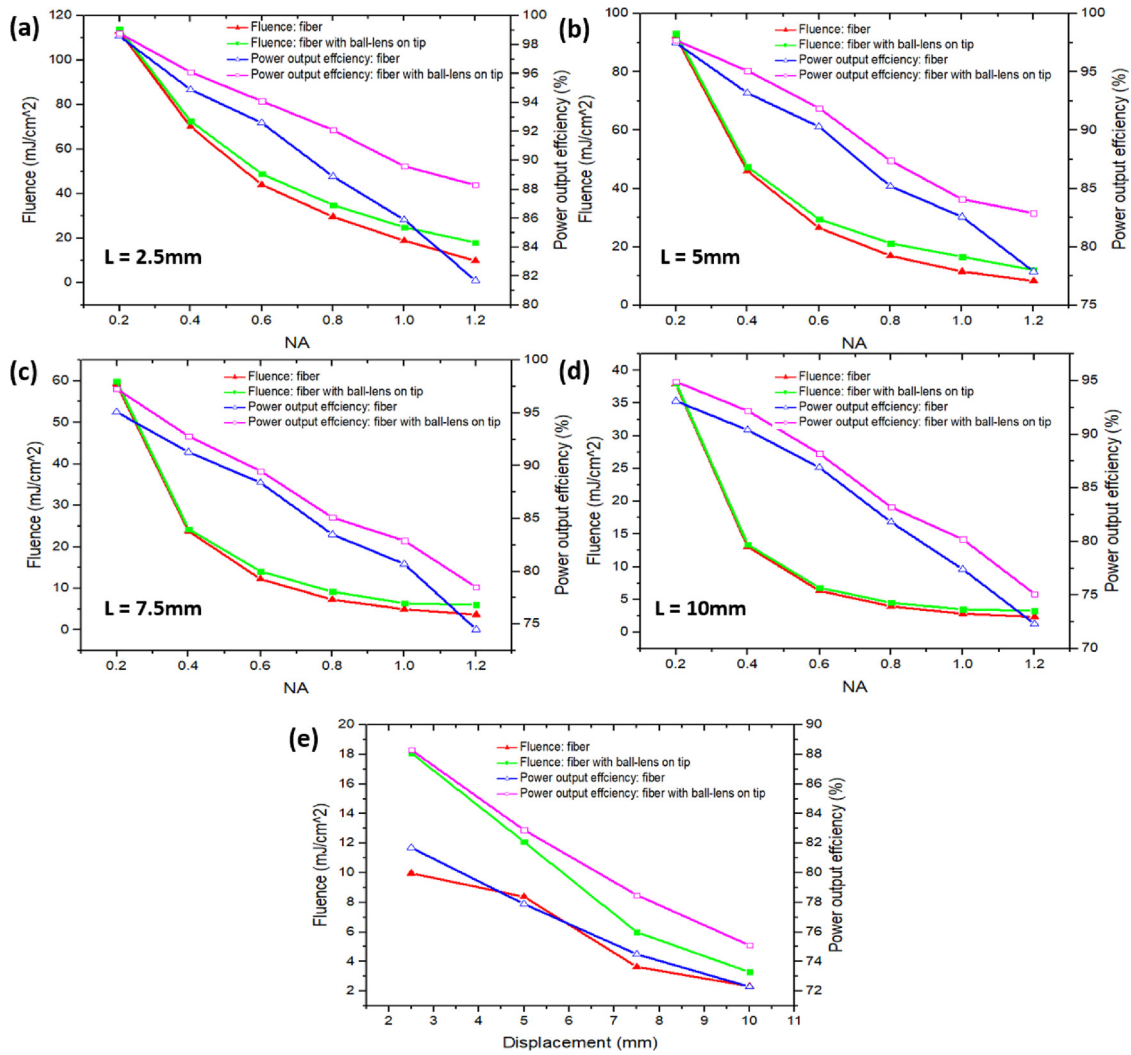 (a)
Fluence: fiber
Fluence: fiber with ball-lens on tip
Power output effciency: fiber
Power output effciency: fiber with ball-lens on tip
L = 2.5mm
Fluence (mJ/cm^2)
120
100
80
60
40
20
0
Power output effciency (%)
100
98
96
94
92
90
88
86
84
82
80
0.2 0.4 0.6 0.8 1.0 1.2
NA
(b)
Fluence: fiber
Fluence: fiber with ball-lens on tip
Power output effciency: fiber
Power output effciency: fiber with ball-lens on tip
L = 5mm
Fluence (mJ/cm^2)
100
80
60
40
20
0
Power output effciency (%)
100
95
90
85
80
75
0.2 0.4 0.6 0.8 1.0 1.2
NA
(c)
Fluence: fiber
Fluence: fiber with ball-lens on tip
Power output effciency: fiber
Power output effciency: fiber with ball-lens on tip
L = 7.5mm
Fluence (mJ/cm^2)
60
50
40
30
20
10
0
Power output effciency (%)
100
95
90
85
80
75
0.2 0.4 0.6 0.8 1.0 1.2
NA
(d)
Fluence: fiber
Fluence: fiber with ball-lens on tip
Power output effciency: fiber
Power output effciency: fiber with ball-lens on tip
L = 10mm
Fluence (mJ/cm^2)
40
35
30
25
20
15
10
5
0
Power output effciency (%)
95
90
85
80
75
70
0.2 0.4 0.6 0.8 1.0 1.2
NA
(e)
Fluence: fiber
Fluence: fiber with ball-lens on tip
Power output effciency: fiber
Power output effciency: fiber with ball-lens on tip
Fluence (mJ/cm^2)
20
18
16
14
12
10
8
6
4
2
Power output effciency (%)
90
88
86
84
82
80
78
76
74
72
2 3 4 5 6 7 8 9 10 11
Displacement (mm)